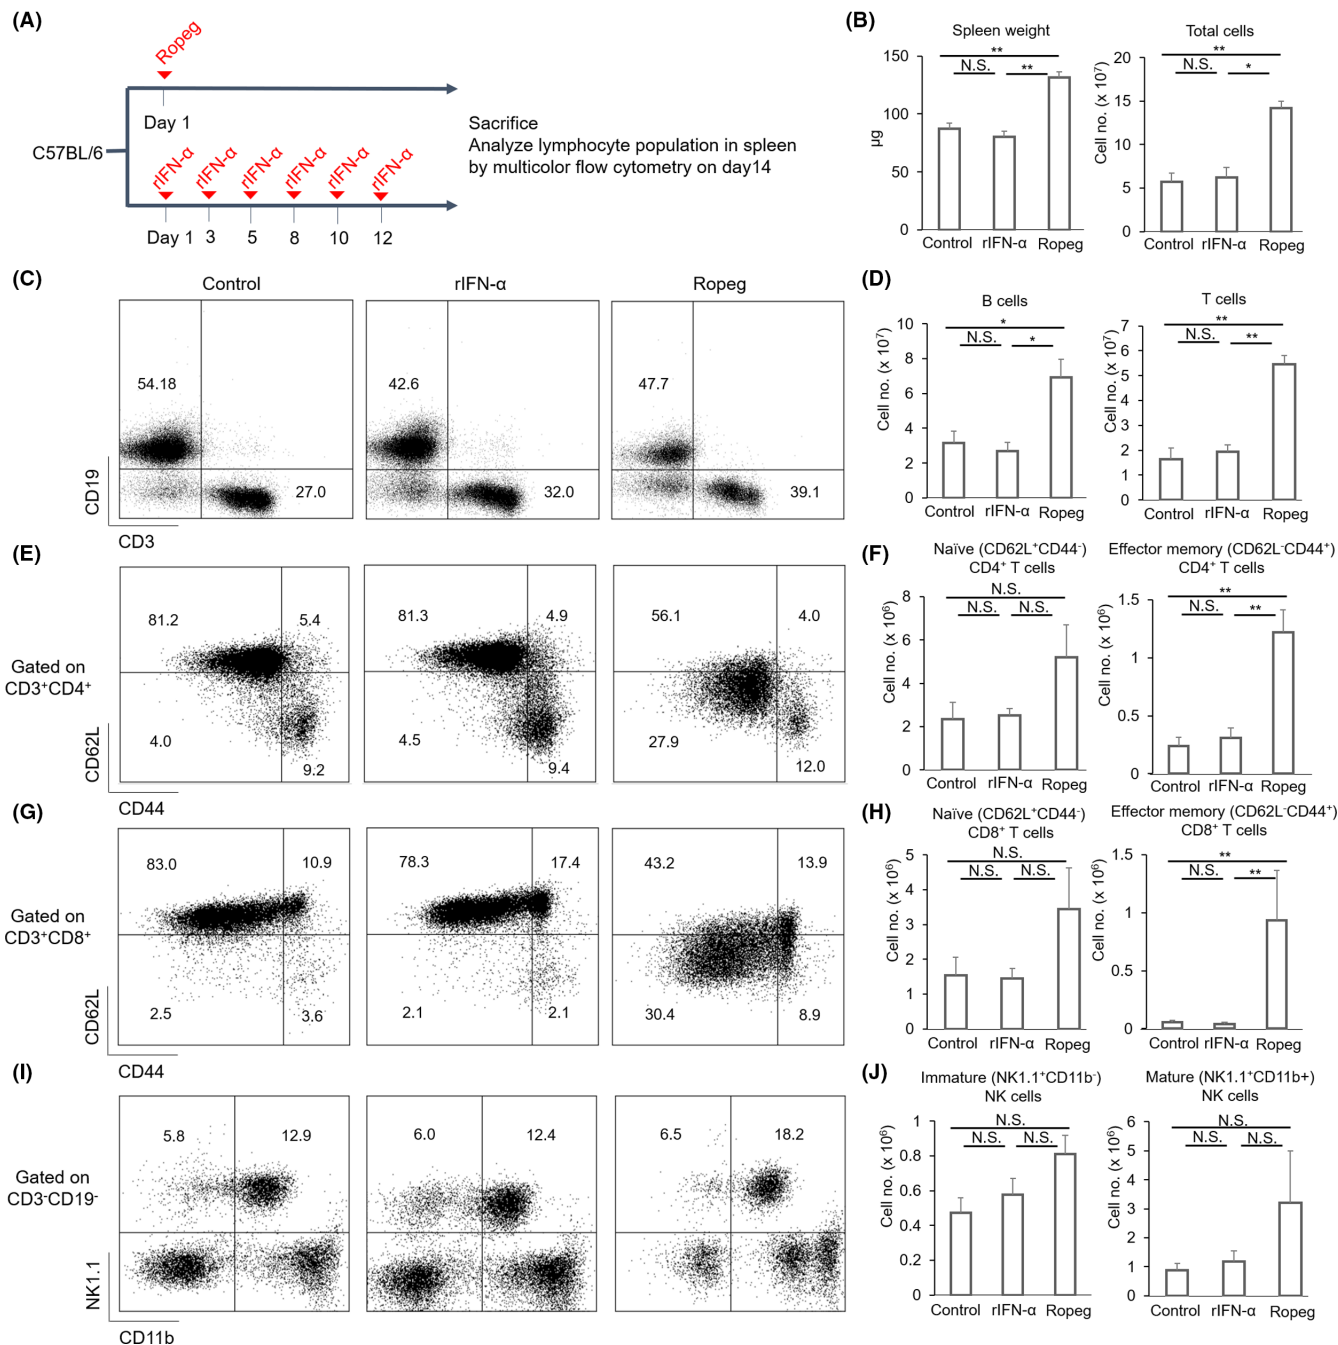 (A)
Ropeg
Day 1
C57BL/6
rIFN-α rIFN-α rIFN-α rIFN-α rIFN-α rIFN-α
Day 1 3 5 8 10 12
Sacrifice
Analyze lymphocyte population in spleen
by multicolor flow cytometry on day14
(B)
Spleen weight
**
N.S. **
µg
150
100
50
0
Control rIFN-α Ropeg
Total cells
**
N.S. *
Cell no. (x 10⁷)
20
15
10
5
0
Control rIFN-α Ropeg
(C)
Control rIFN-α Ropeg
54.18 42.6 47.7
27.0 32.0 39.1
CD19
CD3
(D)
B cells
*
N.S. *
Cell no. (x 10⁷)
10
8
6
4
2
0
Control rIFN-α Ropeg
T cells
**
N.S. **
Cell no. (x 10⁷)
7
6
5
4
3
2
1
0
Control rIFN-α Ropeg
(E)
Gated on
CD3⁺CD4⁺
81.2 5.4 81.3 4.9 56.1 4.0
4.0 9.2 4.5 9.4 27.9 12.0
CD62L
CD44
(F)
Naïve (CD62L⁺CD44⁻)
CD4⁺ T cells
N.S.
N.S. N.S.
Cell no. (x 10⁶)
8
6
4
2
0
Control rIFN-α Ropeg
Effector memory (CD62L⁻CD44⁺)
CD4⁺ T cells
**
N.S. **
Cell no. (x 10⁶)
1.5
1
0.5
0
Control rIFN-α Ropeg
(G)
Gated on
CD3⁺CD8⁺
83.0 10.9 78.3 17.4 43.2 13.9
2.5 3.6 2.1 2.1 30.4 8.9
CD62L
CD44
(H)
Naïve (CD62L⁺CD44⁻)
CD8⁺ T cells
N.S.
N.S. N.S.
Cell no. (x 10⁶)
5
4
3
2
1
0
Control rIFN-α Ropeg
Effector memory (CD62L⁻CD44⁺)
CD8⁺ T cells
**
N.S. **
Cell no. (x 10⁶)
1.5
1
0.5
0
Control rIFN-α Ropeg
(I)
Gated on
CD3⁻CD19⁻
5.8 12.9 6.0 12.4 6.5 18.2
NK1.1
CD11b
(J)
Immature (NK1.1⁺CD11b⁻)
NK cells
N.S.
N.S. N.S.
Cell no. (x 10⁶)
1
0.8
0.6
0.4
0.2
0
Control rIFN-α Ropeg
Mature (NK1.1⁺CD11b+)
NK cells
N.S.
N.S. N.S.
Cell no. (x 10⁶)
6
5
4
3
2
1
0
Control rIFN-α Ropeg